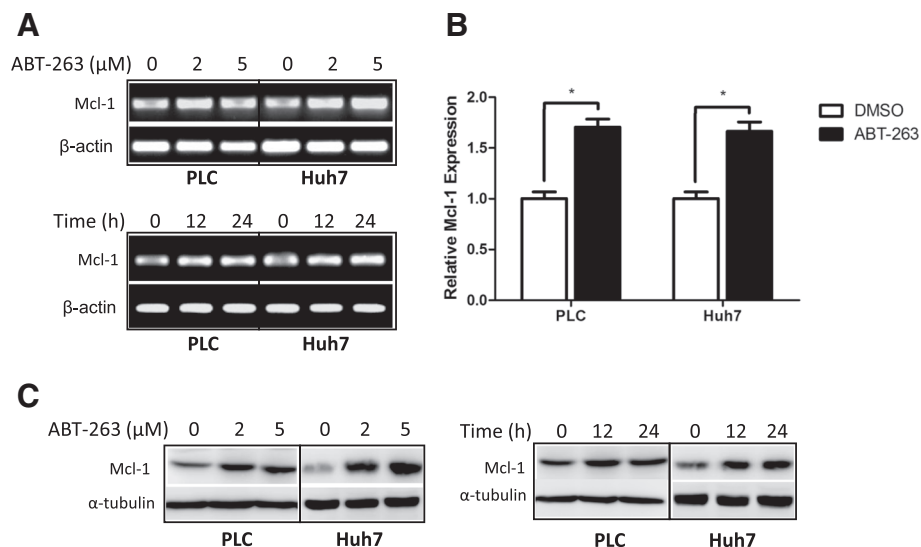 A
ABT-263 (μM) 0 2 5 0 2 5
Mcl-1
β-actin
PLC Huh7
Time (h) 0 12 24 0 12 24
Mcl-1
β-actin
PLC Huh7
B
Relative Mcl-1 Expression
2.0
1.5
1.0
0.5
0.0
* *
PLC Huh7
DMSO
ABT-263
C
ABT-263 (μM) 0 2 5 0 2 5
Mcl-1
α-tubulin
PLC Huh7
Time (h) 0 12 24 0 12 24
Mcl-1
α-tubulin
PLC Huh7